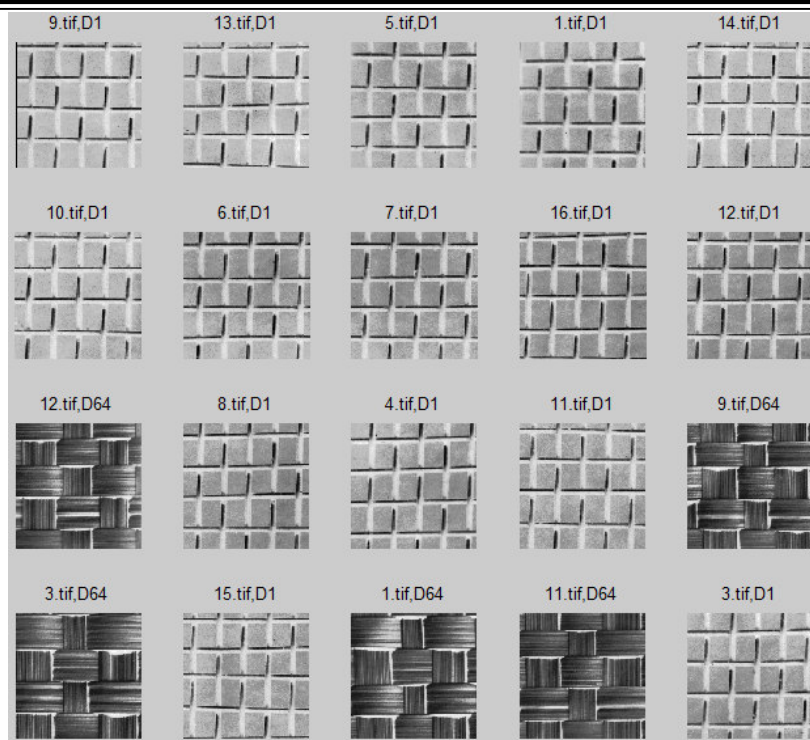 9.tif,D1 13.tif,D1 5.tif,D1 1.tif,D1 14.tif,D1
10.tif,D1 6.tif,D1 7.tif,D1 16.tif,D1 12.tif,D1
12.tif,D64 8.tif,D1 4.tif,D1 11.tif,D1 9.tif,D64
3.tif,D64 15.tif,D1 1.tif,D64 11.tif,D64 3.tif,D1